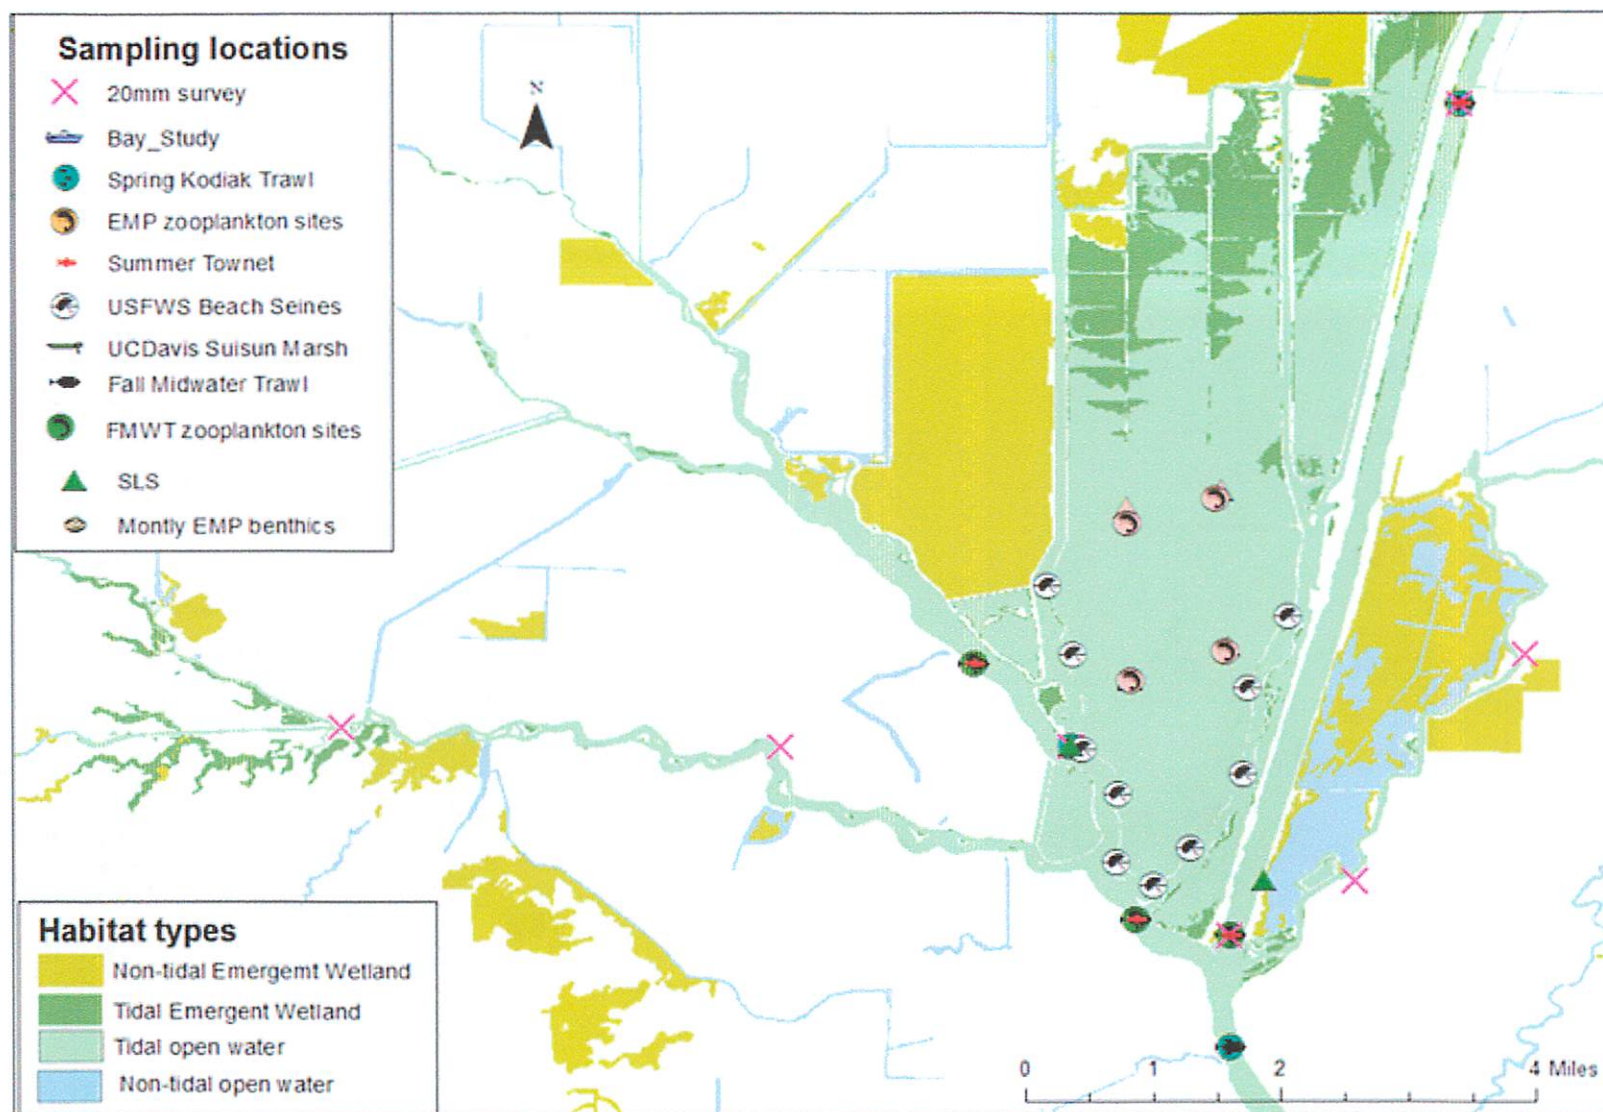 Sampling locations
20mm survey
Bay_Study
Spring Kodiak Trawl
EMP zooplankton sites
Summer Townet
USFWS Beach Seines
UCDavis Suisun Marsh
Fall Midwater Trawl
FMWT zooplankton sites
SLS
Montly EMP benthics
N
Habitat types
Non-tidal Emergemt Wetland
Tidal Emergent Wetland
Tidal open water
Non-tidal open water
0 1 2 4 Miles